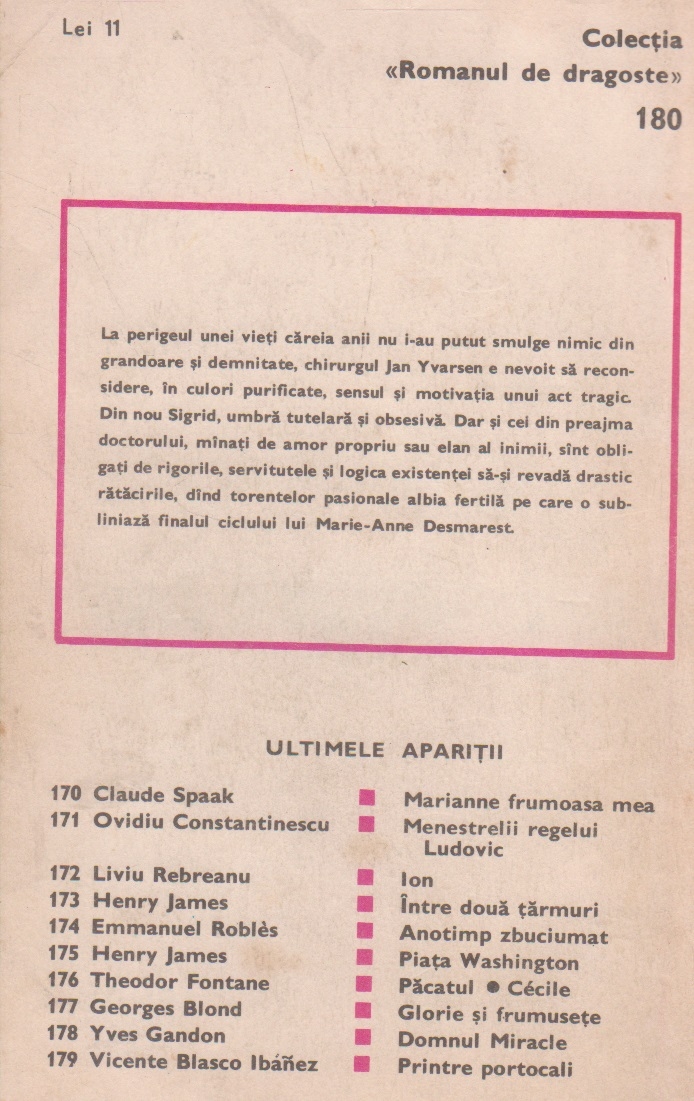 Lei 11
Colecția
«Romanul de dragoste»
180
La perigeul unei vieți căreia anii nu i-au putut smulge nimic din
grandoare și demnitate, chirurgul Jan Yvarsen e nevoit să recon-
sidere, în culori purificate, sensul și motivația unui act tragic.
Din nou Sigrid, umbră tutelară și obsesivă. Dar și cei din preajma
doctorului, mînați de amor propriu sau elan al inimii, sînt obli-
gați de rigorile, servitutele și logica existenței să-și revadă drastic
rătăcirile, dînd torentelor pasionale albia fertilă pe care o sub-
liniază finalul ciclului lui Marie-Anne Desmarest.
ULTIMELE APARIȚII
170 Claude Spaak ■ Marianne frumoasa mea
171 Ovidiu Constantinescu ■ Menestrelii regelui
Ludovic
172 Liviu Rebreanu ■ Ion
173 Henry James ■ Între două țărmuri
174 Emmanuel Roblès ■ Anotimp zbuciumat
175 Henry James ■ Piața Washington
176 Theodor Fontane ■ Păcatul ● Cécile
177 Georges Blond ■ Glorie și frumusețe
178 Yves Gandon ■ Domnul Miracle
179 Vicente Blasco Ibáñez ■ Printre portocali